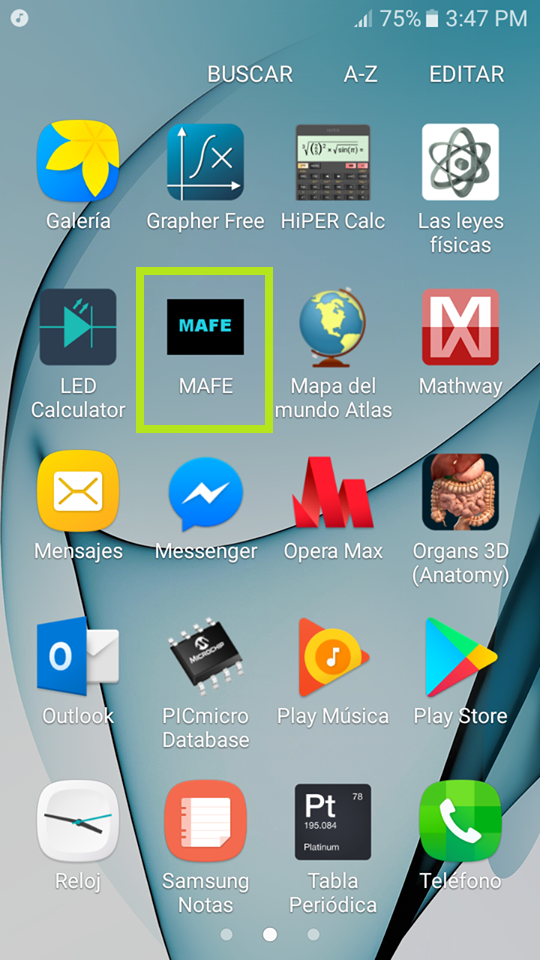 75% 3:47 PM
BUSCAR A-Z EDITAR
Galería Grapher Free HiPER Calc Las leyes
físicas
MAFE
LED
Calculator
MAFE
Mapa del
mundo Atlas
Mathway
Mensajes Messenger Opera Max Organs 3D
(Anatomy)
MICROCHIP
Outlook PICmicro
Database
Play Música Play Store
Pt 78
195.084
Platinum
Reloj Samsung
Notas
Tabla
Periódica
Teléfono